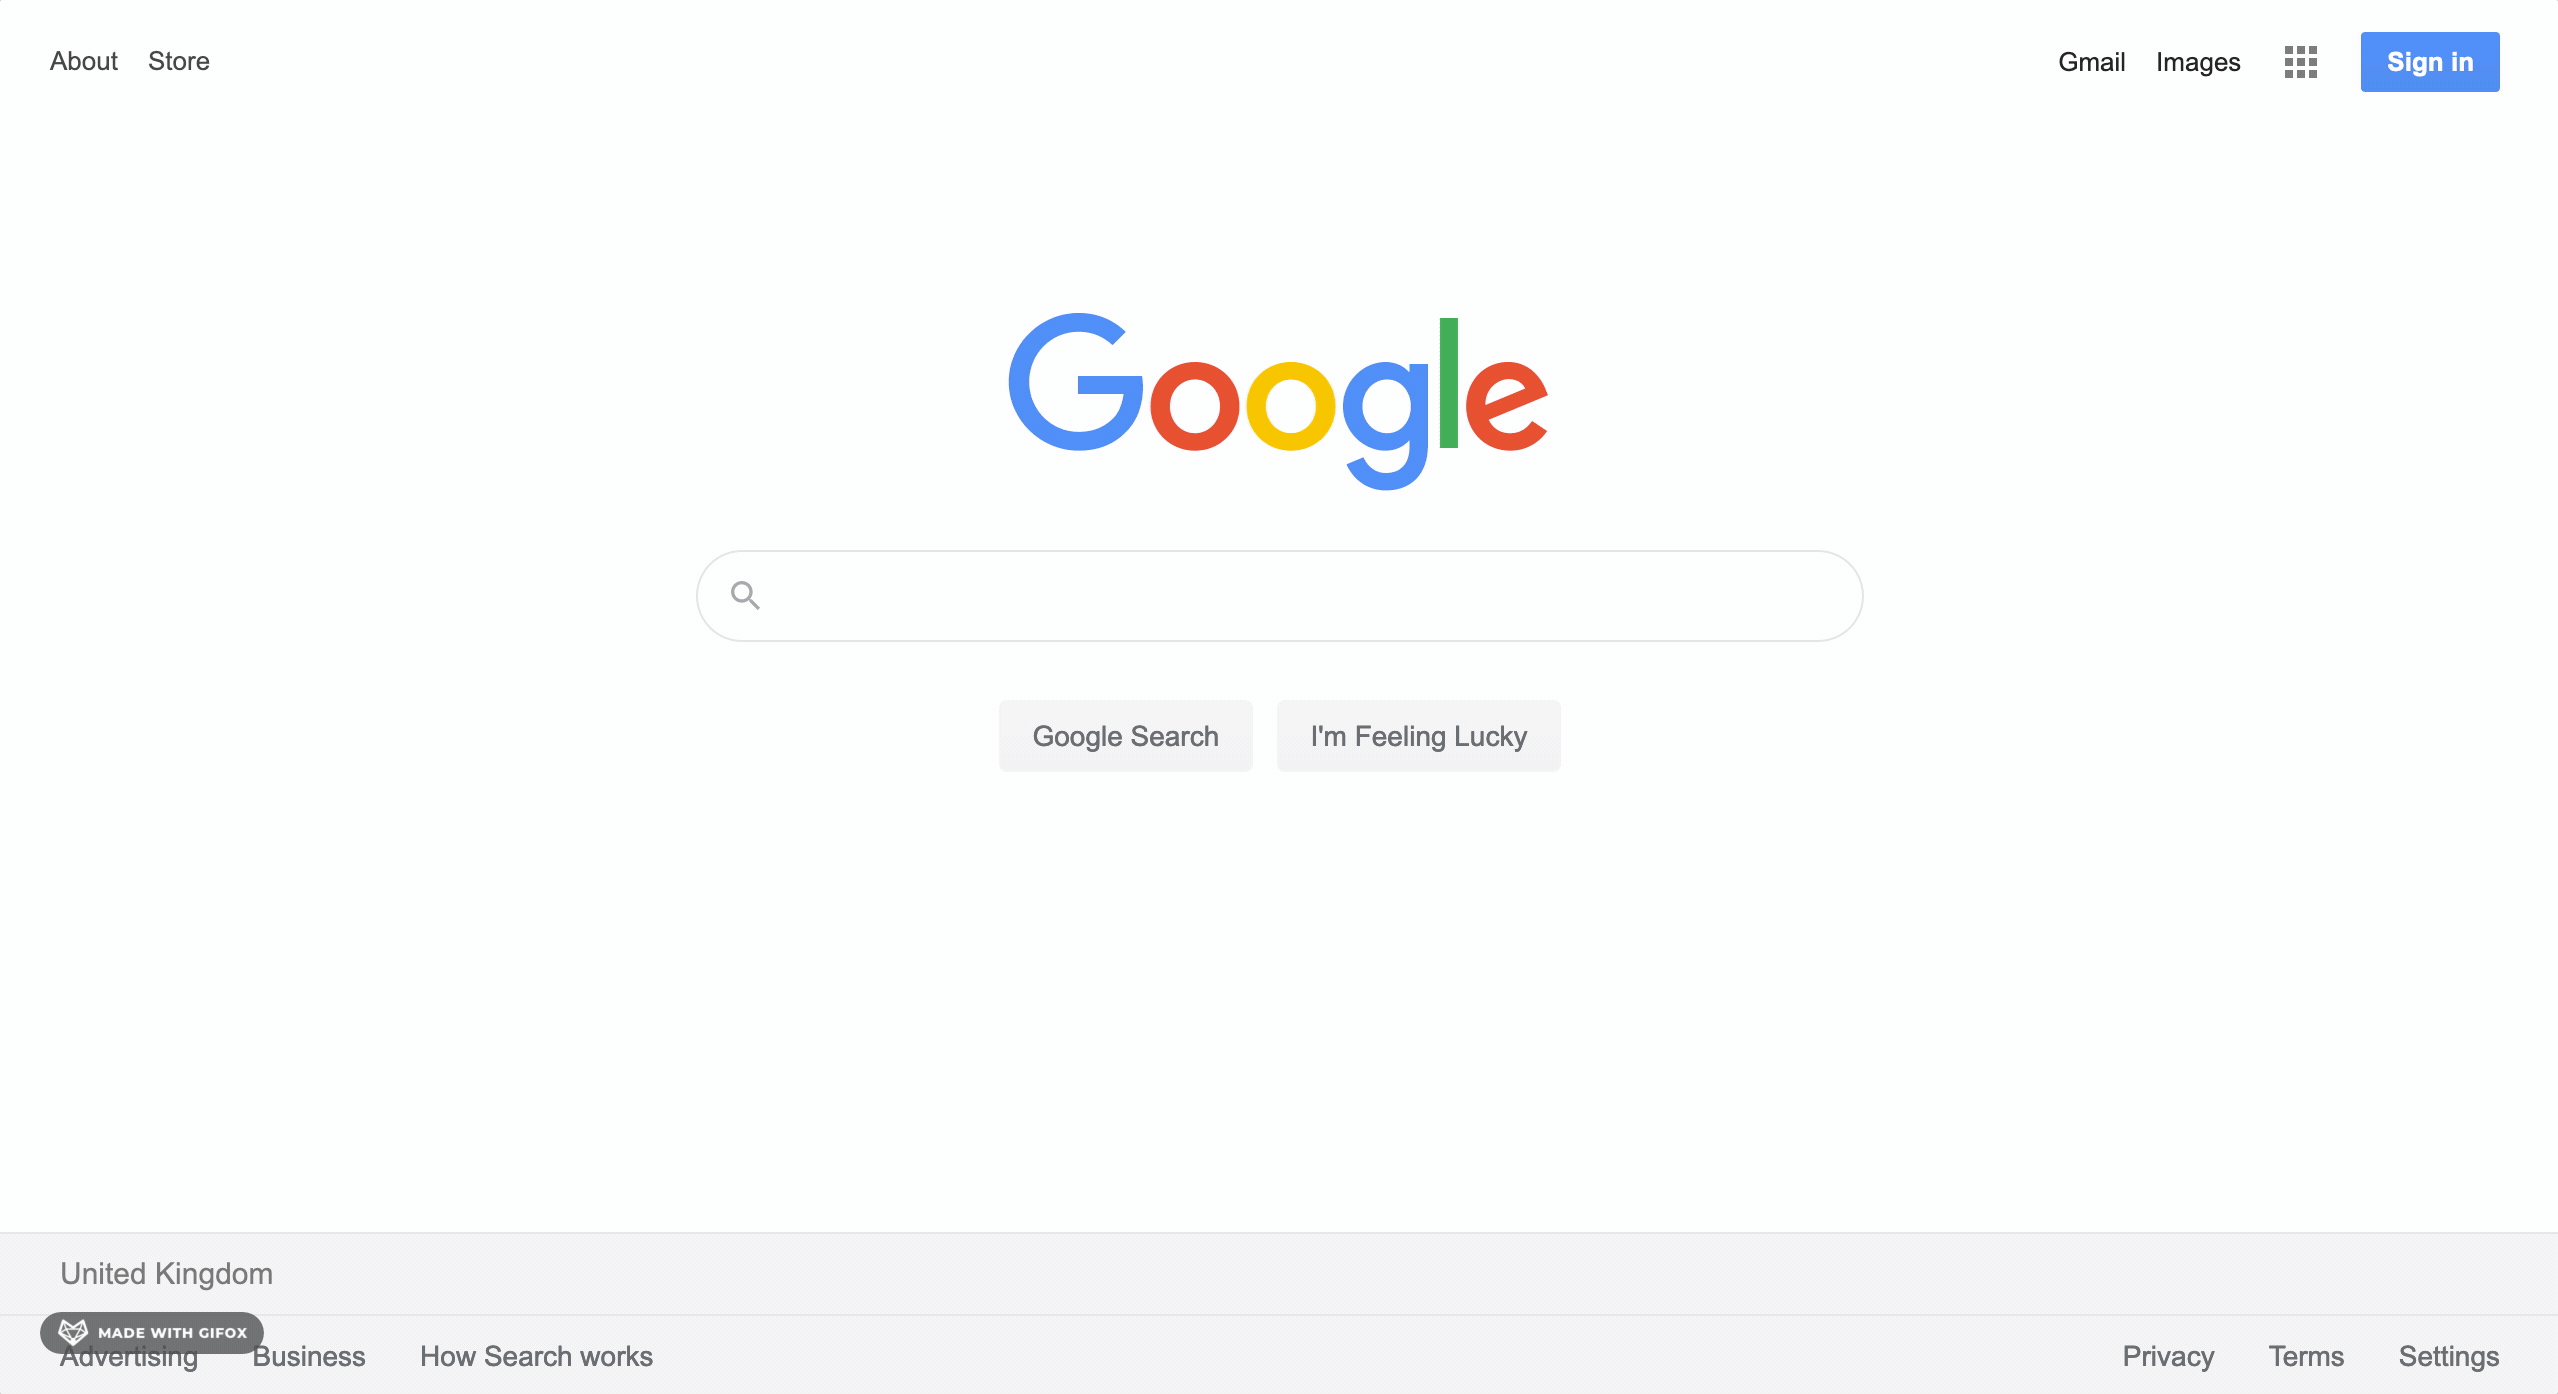 About Store
Gmail Images Sign in
Google
Google Search I'm Feeling Lucky
United Kingdom
MADE WITH GIFOX
Advertising Business How Search works
Privacy Terms Settings